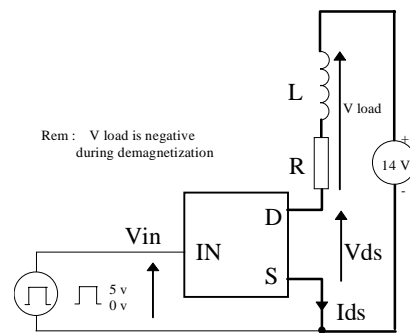 L
V load
Rem :    V load is negative
during demagnetization
R
+
14 V
-
D
Vin
IN
Vds
S
5 v
0 v
Ids